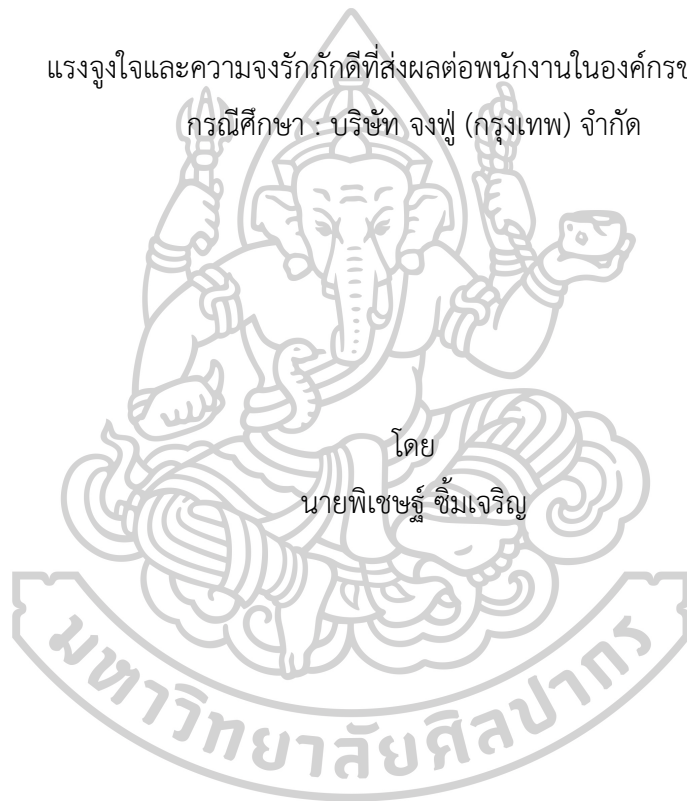 แรงจูงใจและความจงรักภักดีที่ส่งผลต่อพนักงานในองค์กร
กรณีศึกษา : บริษัท จงฟู่ (กรุงเทพ) จำกัด
โดย
นายพิเชษฐ์ ซิ้มเจริญ
มหาวิทยาลัยศิลปากร